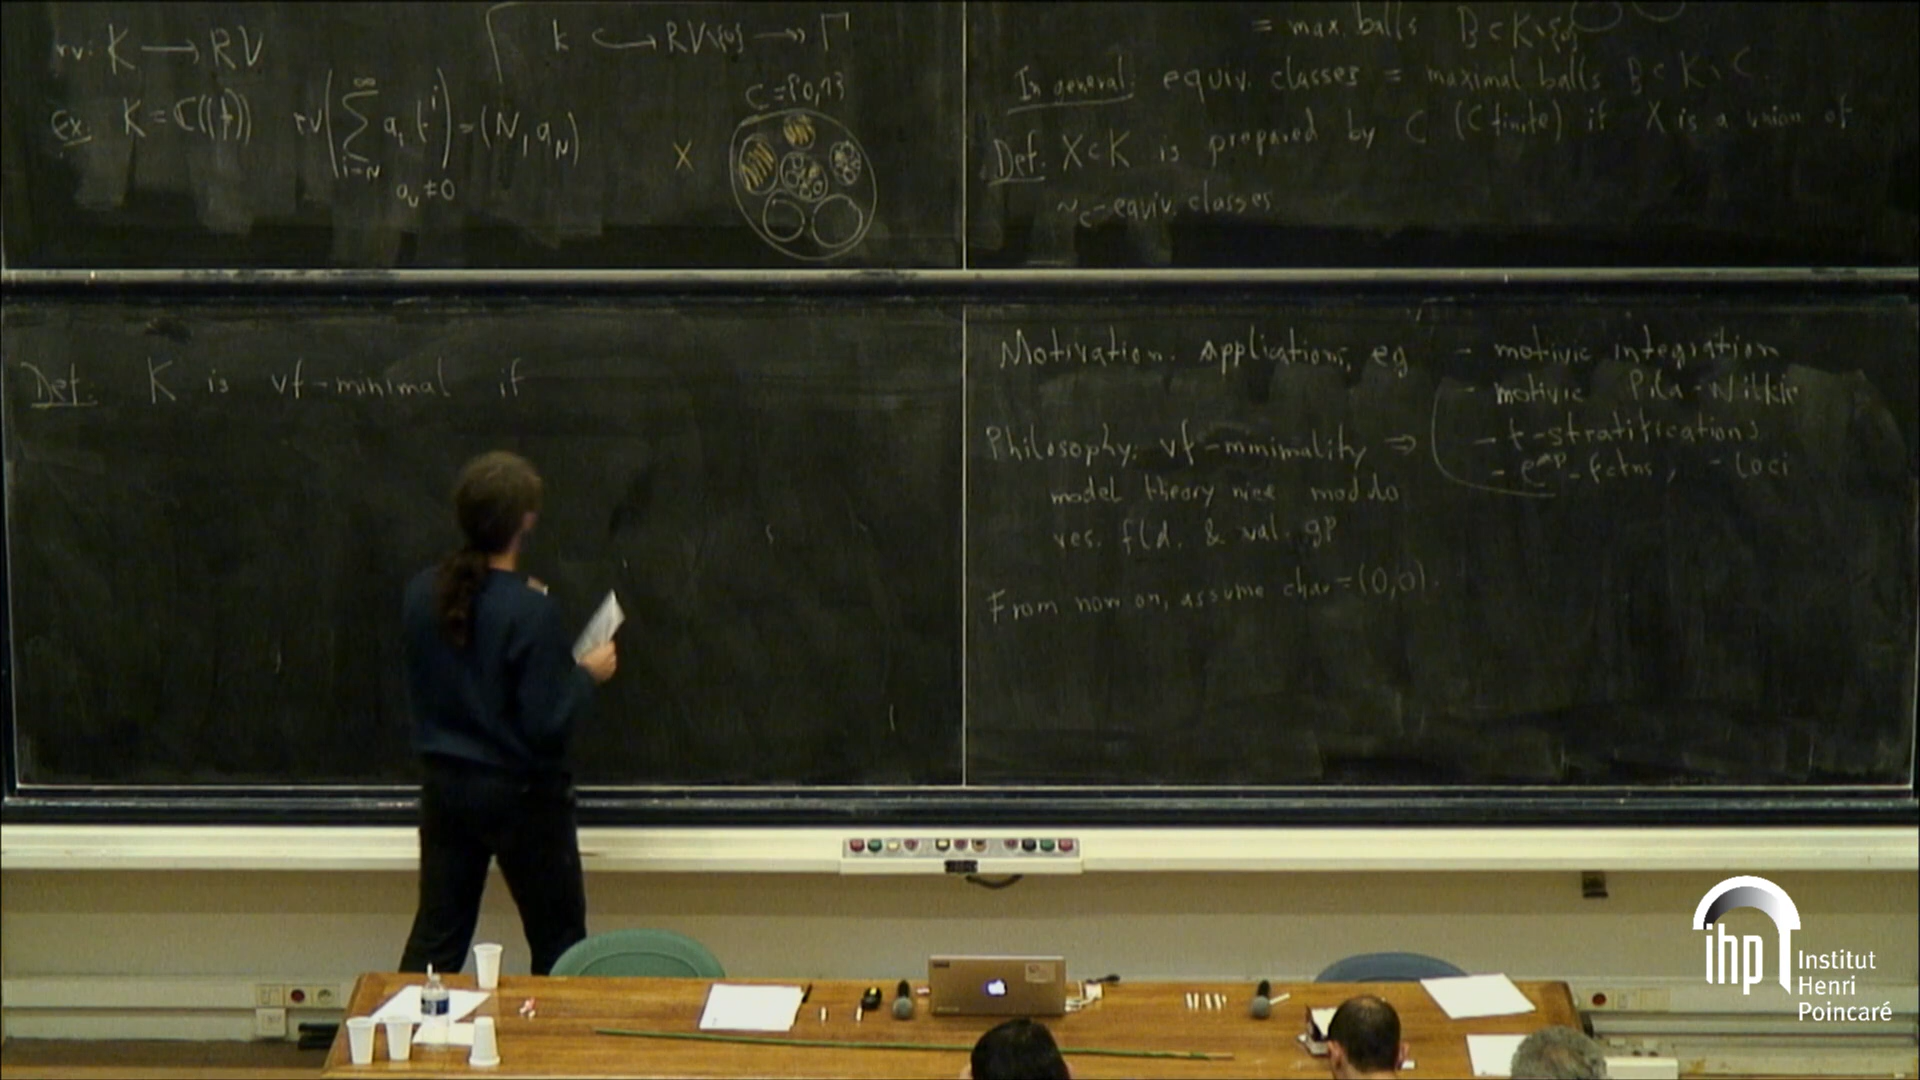 rv: K → RV
k ↪ RV\{0} ↠ Γ
Ex. K = ℂ((t)) rv(∑_{i=N}^∞ a_i t^i) = (N, a_N)
a_N ≠ 0
C = {0,1}
X
= max. balls B ⊂ K\{0}
In general: equiv. classes = maximal balls B ⊂ K \ C
Def. X ⊂ K is prepared by C (C finite) if X is a union of
~_C-equiv. classes
Def. K is vf-minimal if
Motivation. Applications, eg
- motivic integration
- motivic Pila-Wilkie
- t-stratifications
- C^exp-fctns, - loci
Philosophy: vf-minimality ⇒
model theory nice modulo
res. fld. & val. gp
From now on, assume char = (0,0).
ihp
Institut
Henri
Poincaré